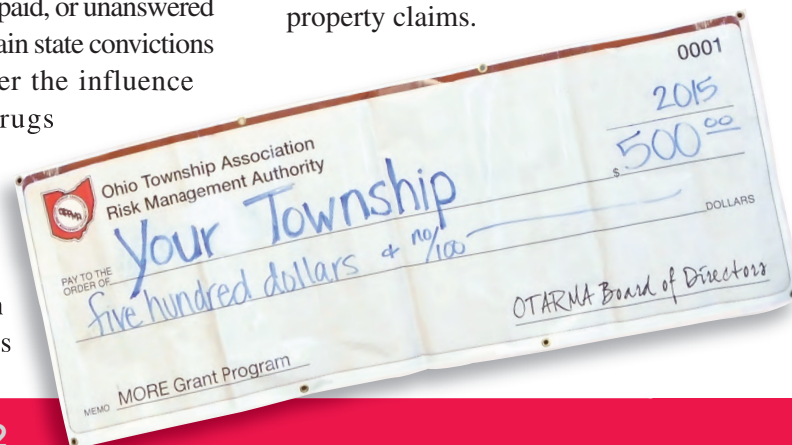 paid, or unanswered
ain state convictions
er the influence
rugs
s
property claims.
0001
2015
Ohio Township Association
Risk Management Authority
OTARMA
$ 500 00
PAY TO THE
ORDER OF
Your Township
five hundred dollars & no/100
DOLLARS
OTARMA Board of Directors
MEMO MORE Grant Program
2